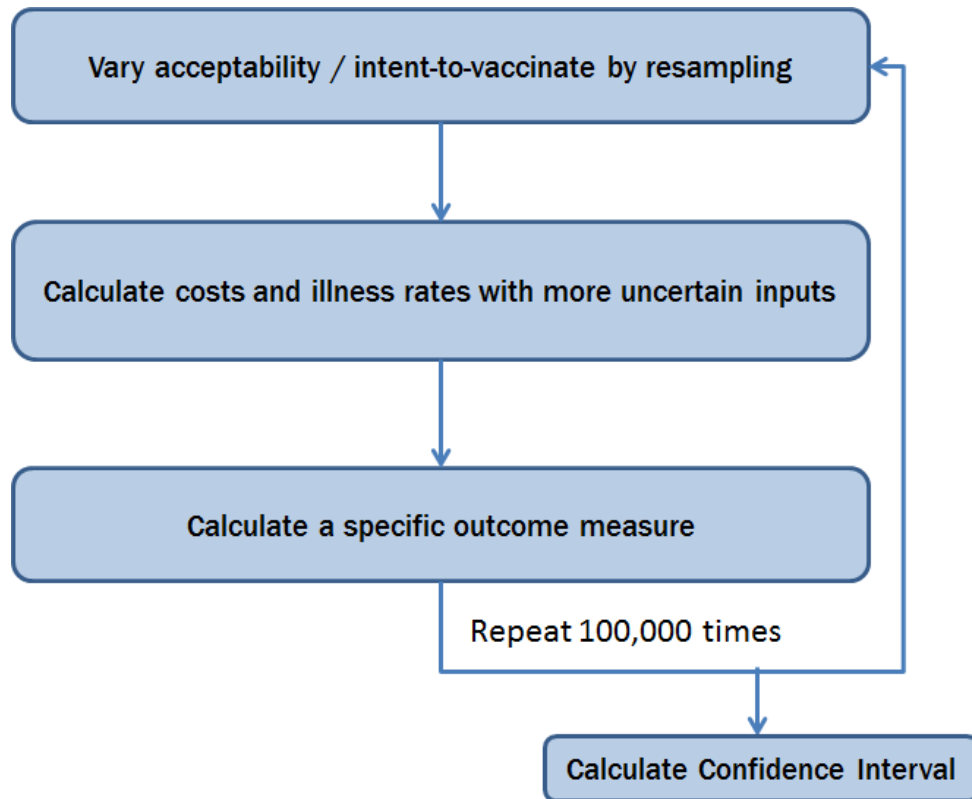 Vary acceptability / intent-to-vaccinate by resampling
Calculate costs and illness rates with more uncertain inputs
Calculate a specific outcome measure
Repeat 100,000 times
Calculate Confidence Interval